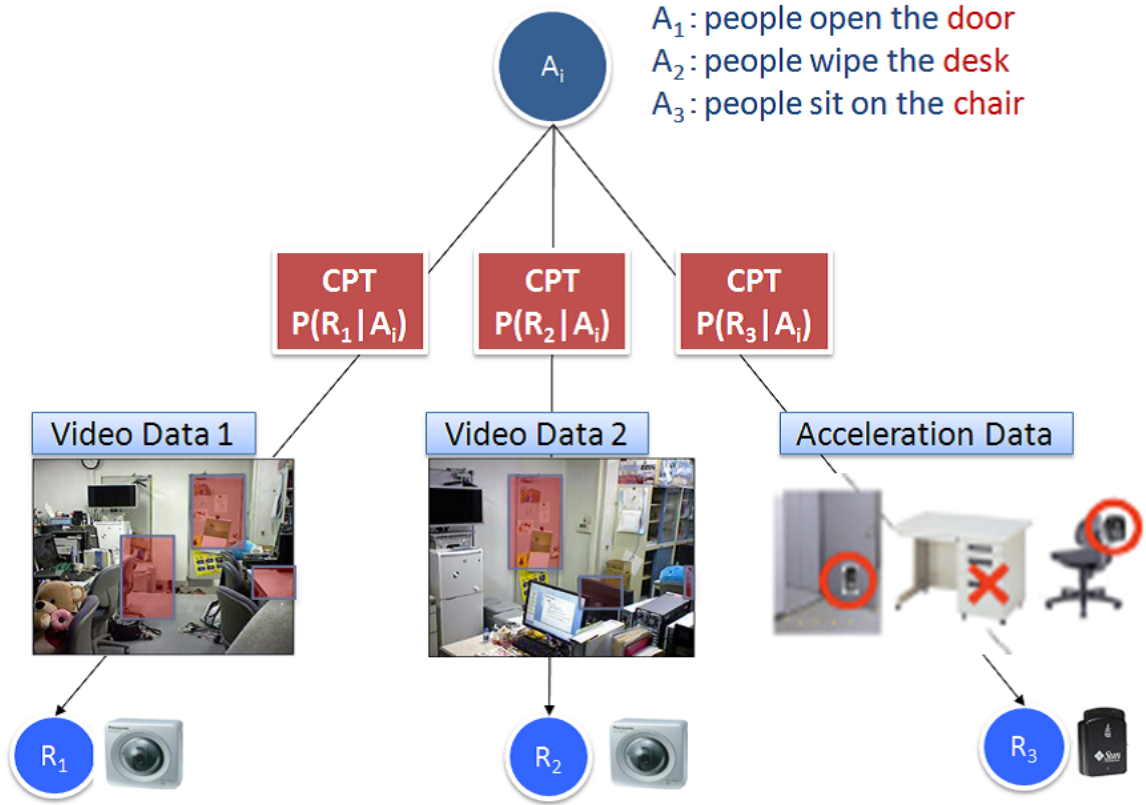 A₁: people open the door
A₂: people wipe the desk
A₃: people sit on the chair
Aᵢ
CPT
P(R₁|Aᵢ)
CPT
P(R₂|Aᵢ)
CPT
P(R₃|Aᵢ)
Video Data 1
Video Data 2
Acceleration Data
R₁
R₂
R₃
Sun